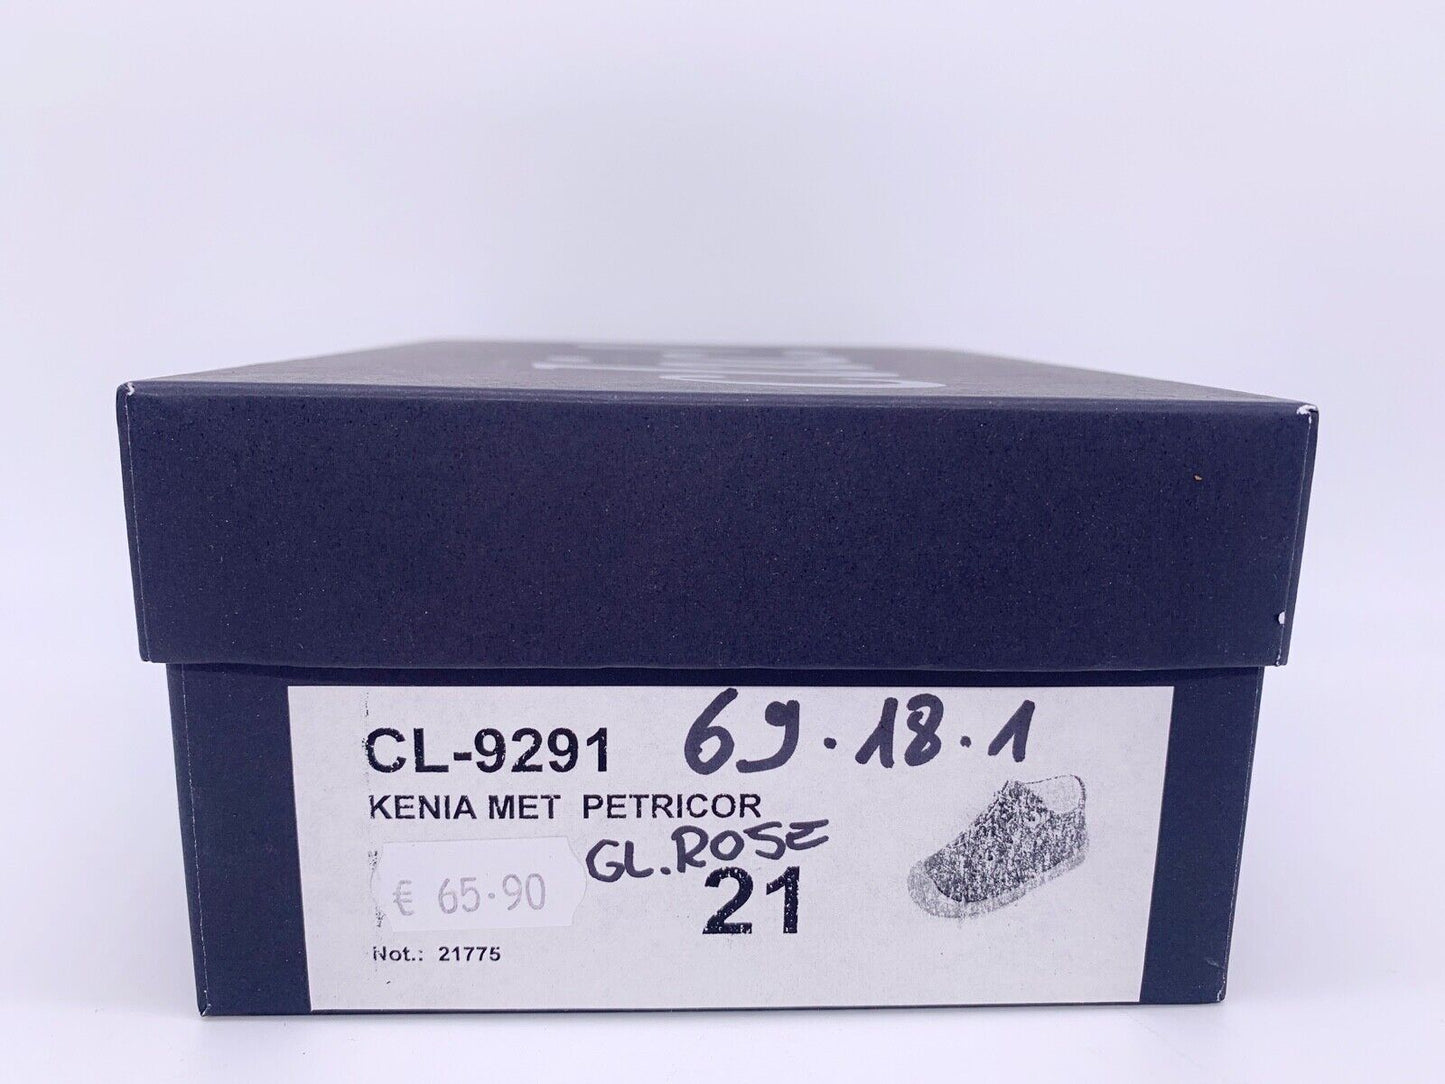 CL-9291 69.18.1
KENIA MET PETRICOR
GL.ROSE
€ 65.90
21
Not.: 21775